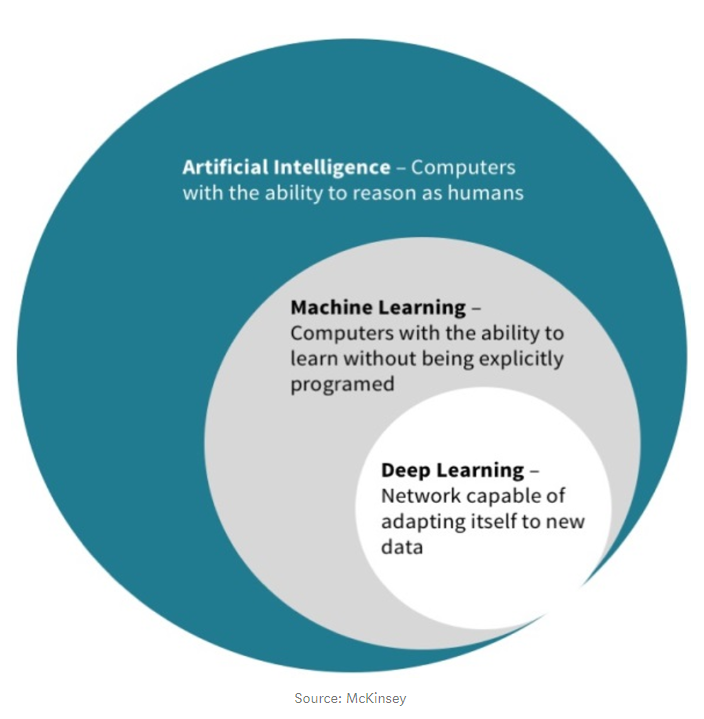 Artificial Intelligence – Computers
with the ability to reason as humans
Machine Learning –
Computers with the ability to
learn without being explicitly
programed
Deep Learning –
Network capable of
adapting itself to new
data
Source: McKinsey